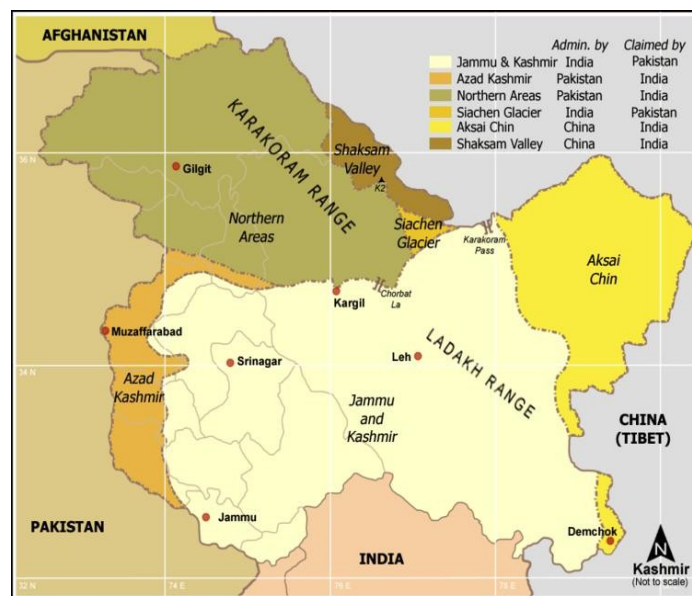 AFGHANISTAN
Admin. by Claimed by
Jammu & Kashmir India Pakistan
Azad Kashmir Pakistan India
Northern Areas Pakistan India
Siachen Glacier India Pakistan
Aksai Chin China India
Shaksam Valley China India
KARAKORAM RANGE
36 N
Shaksam
Valley
K2
Gilgit
Northern
Areas
Siachen
Glacier
Karakoram
Pass
Aksai
Chin
Kargil
Chorbat
La
Muzaffarabad
LADAKH RANGE
Srinagar
Leh
34 N
Azad
Kashmir
Jammu
and
Kashmir
CHINA
(TIBET)
Jammu
PAKISTAN
Demchok
INDIA
N
Kashmir
(Not to scale)
32 N 74 E 76 E 78 E